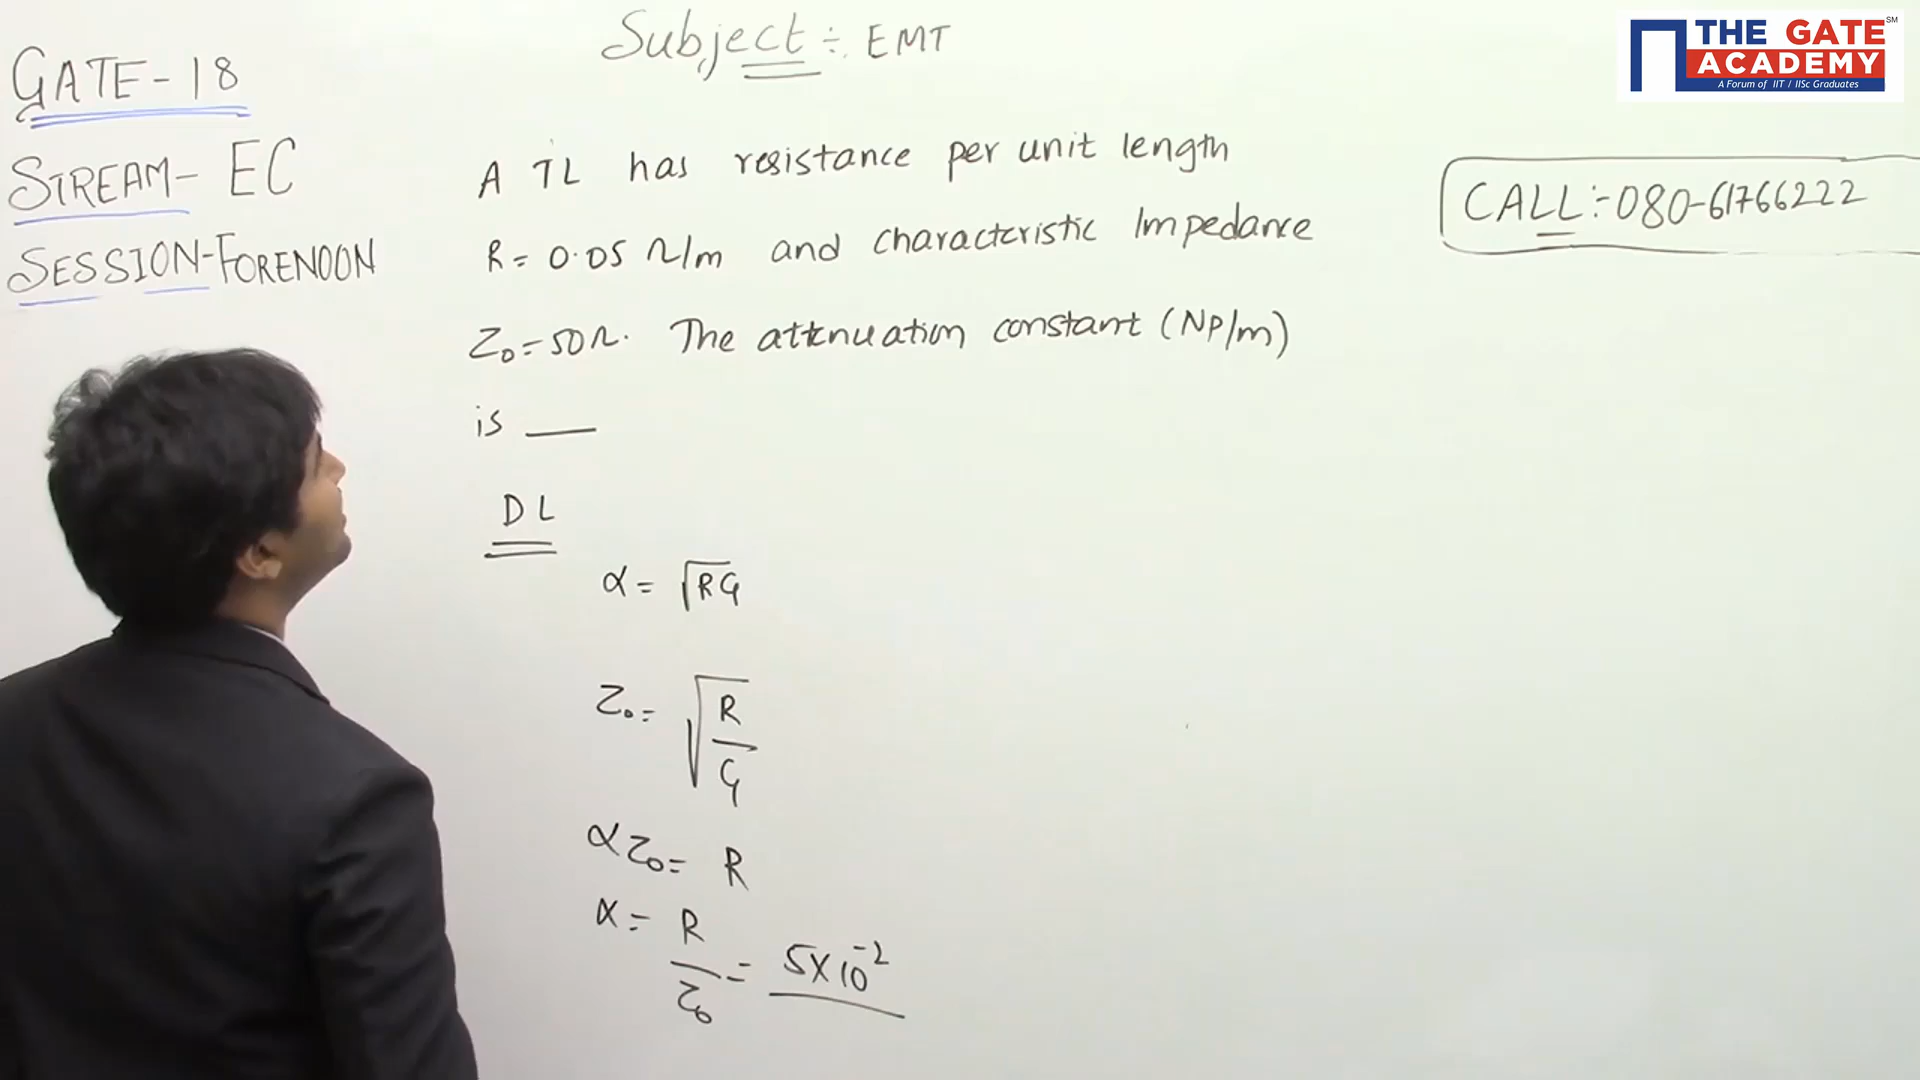 Subject ÷ EMT
THE GATE
ACADEMY
SM
A Forum of IIT / IISc Graduates
GATE-18
STREAM- EC
SESSION-FORENOON
A TL has resistance per unit length
R = 0.05 Ω/m and characteristic Impedance
Z₀ = 50Ω. The attenuation constant (NP/m)
is __
CALL:-080-61766222
DL
α = √RG
Z₀ = √R/G
αZ₀ = R
α = R/Z₀ = 5×10⁻²